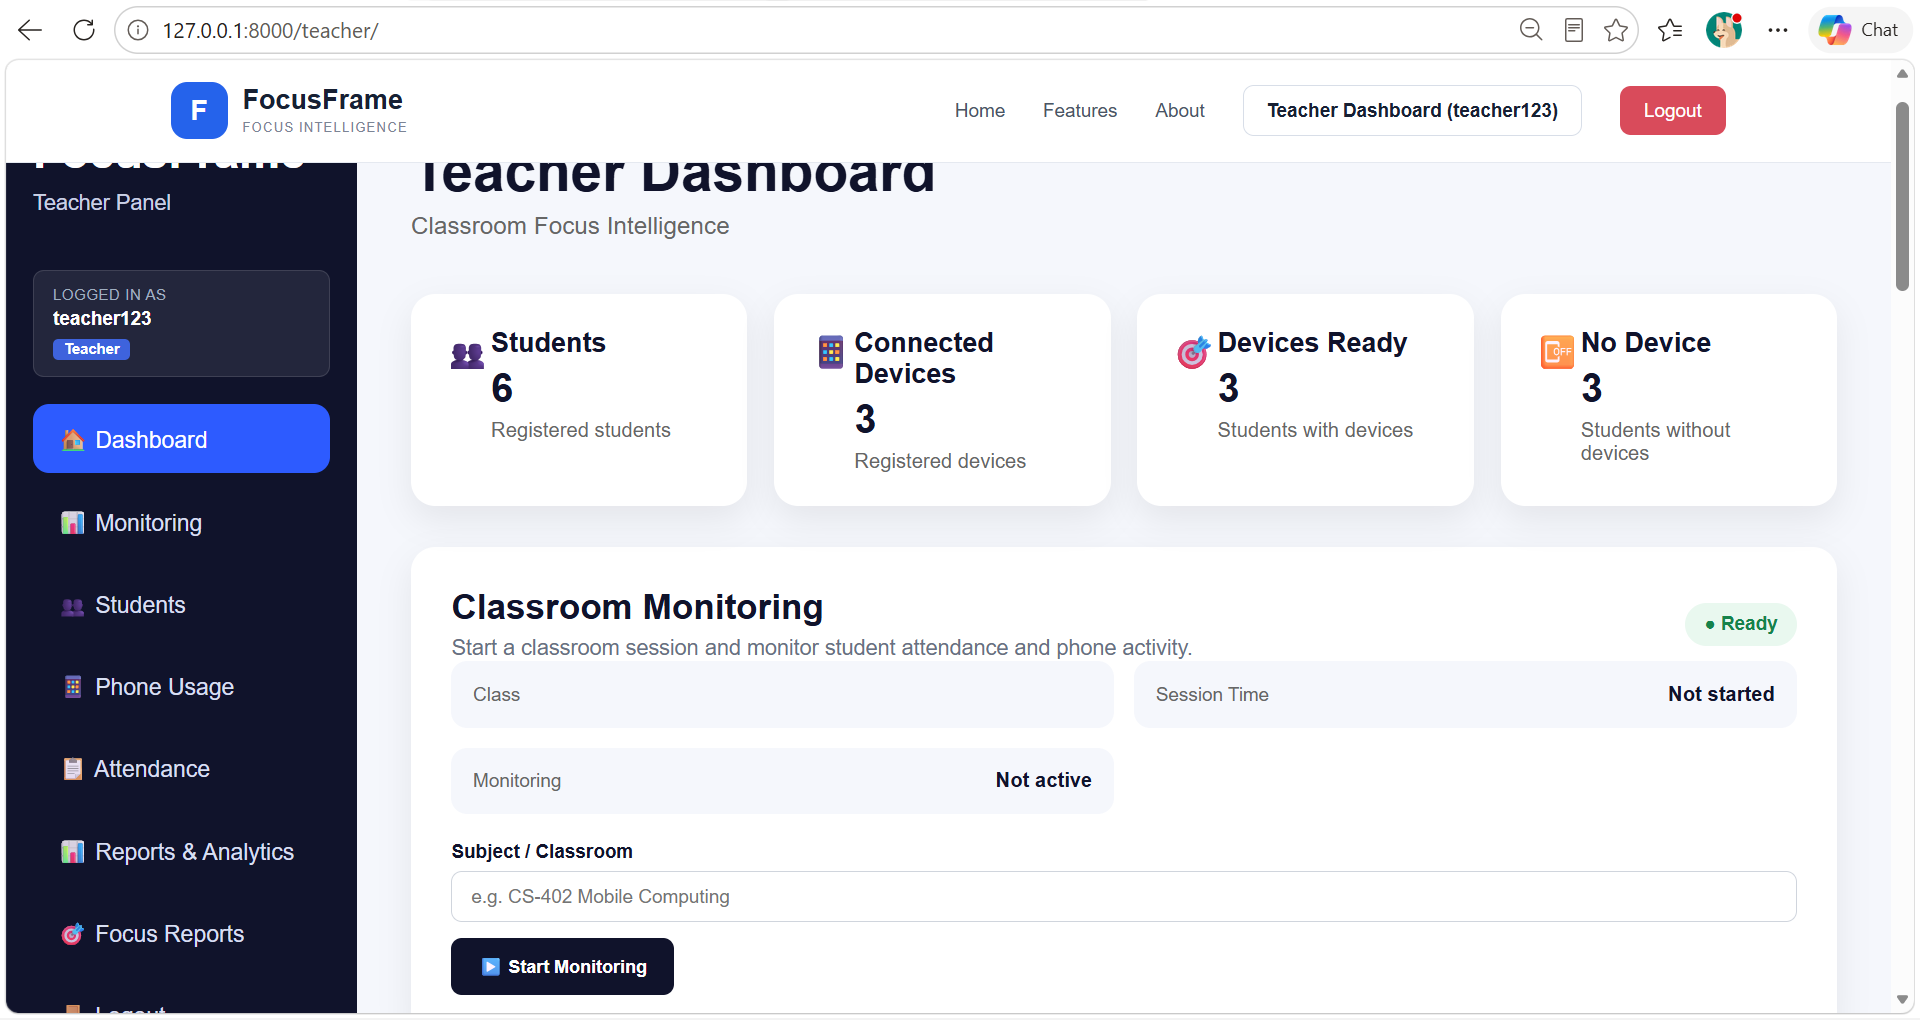 127.0.0.1:8000/teacher/
Chat
F
FocusFrame
FOCUS INTELLIGENCE
Home
Features
About
Teacher Dashboard (teacher123)
Logout
FocusFrame
Teacher Panel
LOGGED IN AS
teacher123
Teacher
Dashboard
Monitoring
Students
Phone Usage
Attendance
Reports & Analytics
Focus Reports
Logout
Teacher Dashboard
Classroom Focus Intelligence
Students
6
Registered students
Connected
Devices
3
Registered devices
Devices Ready
3
Students with devices
OFF
No Device
3
Students without
devices
Classroom Monitoring
Start a classroom session and monitor student attendance and phone activity.
● Ready
Class
Session Time
Not started
Monitoring
Not active
Subject / Classroom
e.g. CS-402 Mobile Computing
Start Monitoring